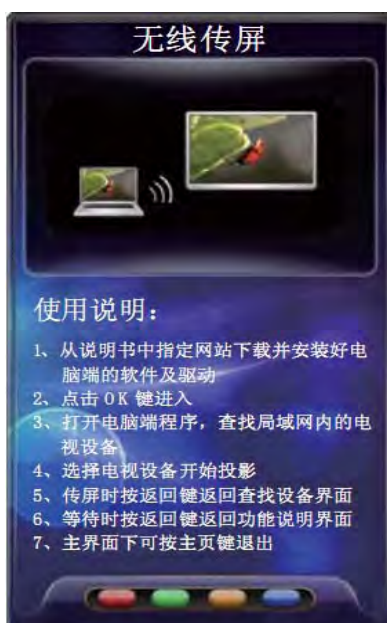 无线传屏
使用说明：
1、从说明书中指定网站下载并安装好电
脑端的软件及驱动
2、点击 OK 键进入
3、打开电脑端程序，查找局域网内的电
视设备
4、选择电视设备开始投影
5、传屏时按返回键返回查找设备界面
6、等待时按返回键返回功能说明界面
7、主界面下可按主页键退出